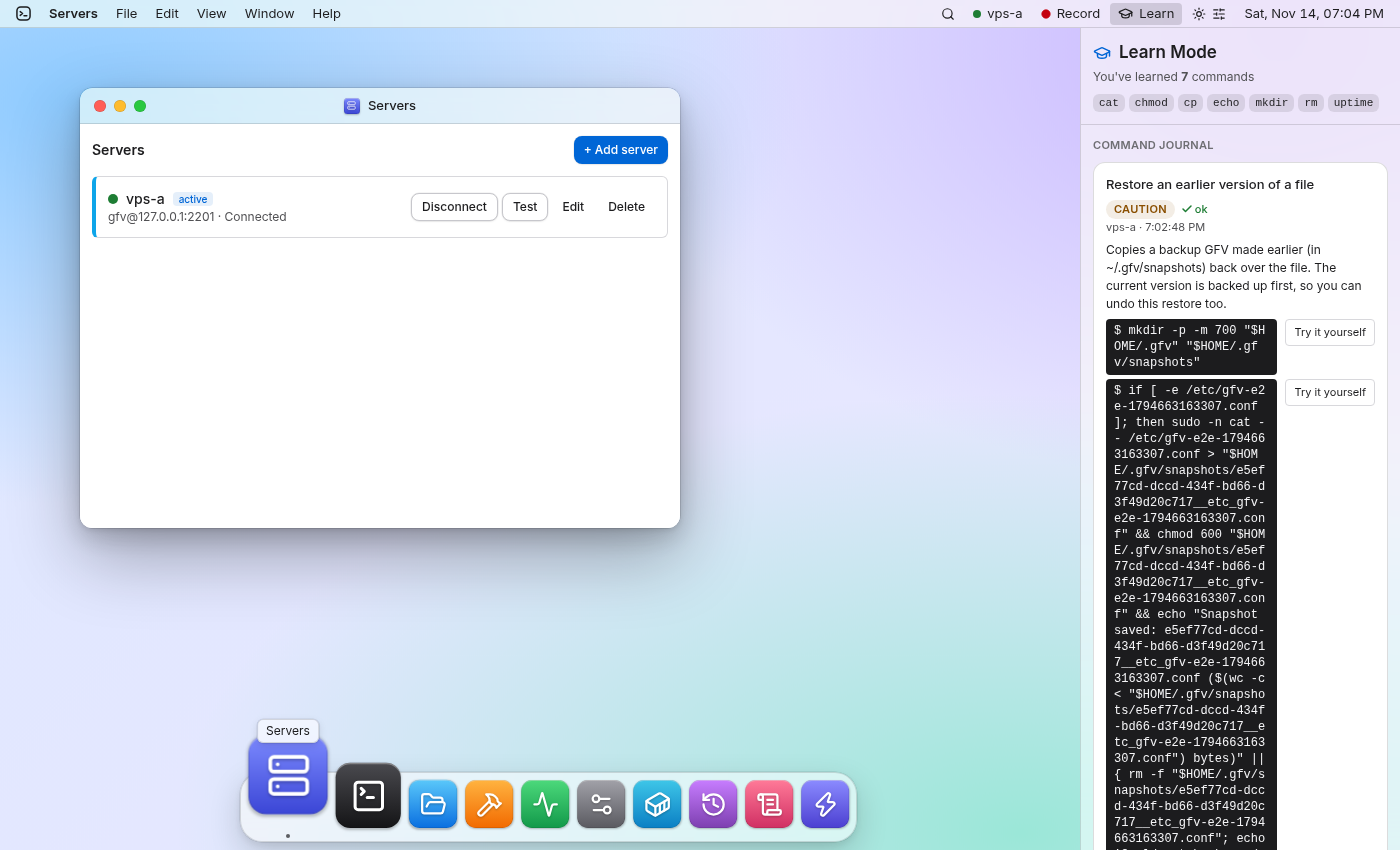 Servers File Edit View Window Help vps-a Record Learn Sat, Nov 14, 07:04 PM
Servers
Servers
+ Add server
vps-a active
gfv@127.0.0.1:2201 · Connected
Disconnect Test Edit Delete
Servers
Learn Mode
You've learned 7 commands
cat chmod cp echo mkdir rm uptime
COMMAND JOURNAL
Restore an earlier version of a file
CAUTION ok
vps-a · 7:02:48 PM
Copies a backup GFV made earlier (in
~/.gfv/snapshots) back over the file. The
current version is backed up first, so you can
undo this restore too.
$ mkdir -p -m 700 "$H
OME/.gfv" "$HOME/.gf
v/snapshots"
Try it yourself
$ if [ -e /etc/gfv-e2
e-1794663163307.conf
]; then sudo -n cat -
- /etc/gfv-e2e-179466
3163307.conf > "$HOM
E/.gfv/snapshots/e5ef
77cd-dccd-434f-bd66-d
3f49d20c717__etc_gfv-
e2e-1794663163307.con
f" && chmod 600 "$HOM
E/.gfv/snapshots/e5ef
77cd-dccd-434f-bd66-d
3f49d20c717__etc_gfv-
e2e-1794663163307.con
f" && echo "Snapshot
saved: e5ef77cd-dccd-
434f-bd66-d3f49d20c71
7__etc_gfv-e2e-179466
3163307.conf ($(wc -c
< "$HOME/.gfv/snapsho
ts/e5ef77cd-dccd-434f
-bd66-d3f49d20c717__e
tc_gfv-e2e-1794663163
307.conf") bytes)" ||
{ rm -f "$HOME/.gfv/s
napshots/e5ef77cd-dcc
d-434f-bd66-d3f49d20c
717__etc_gfv-e2e-1794
663163307.conf"; echo
Try it yourself